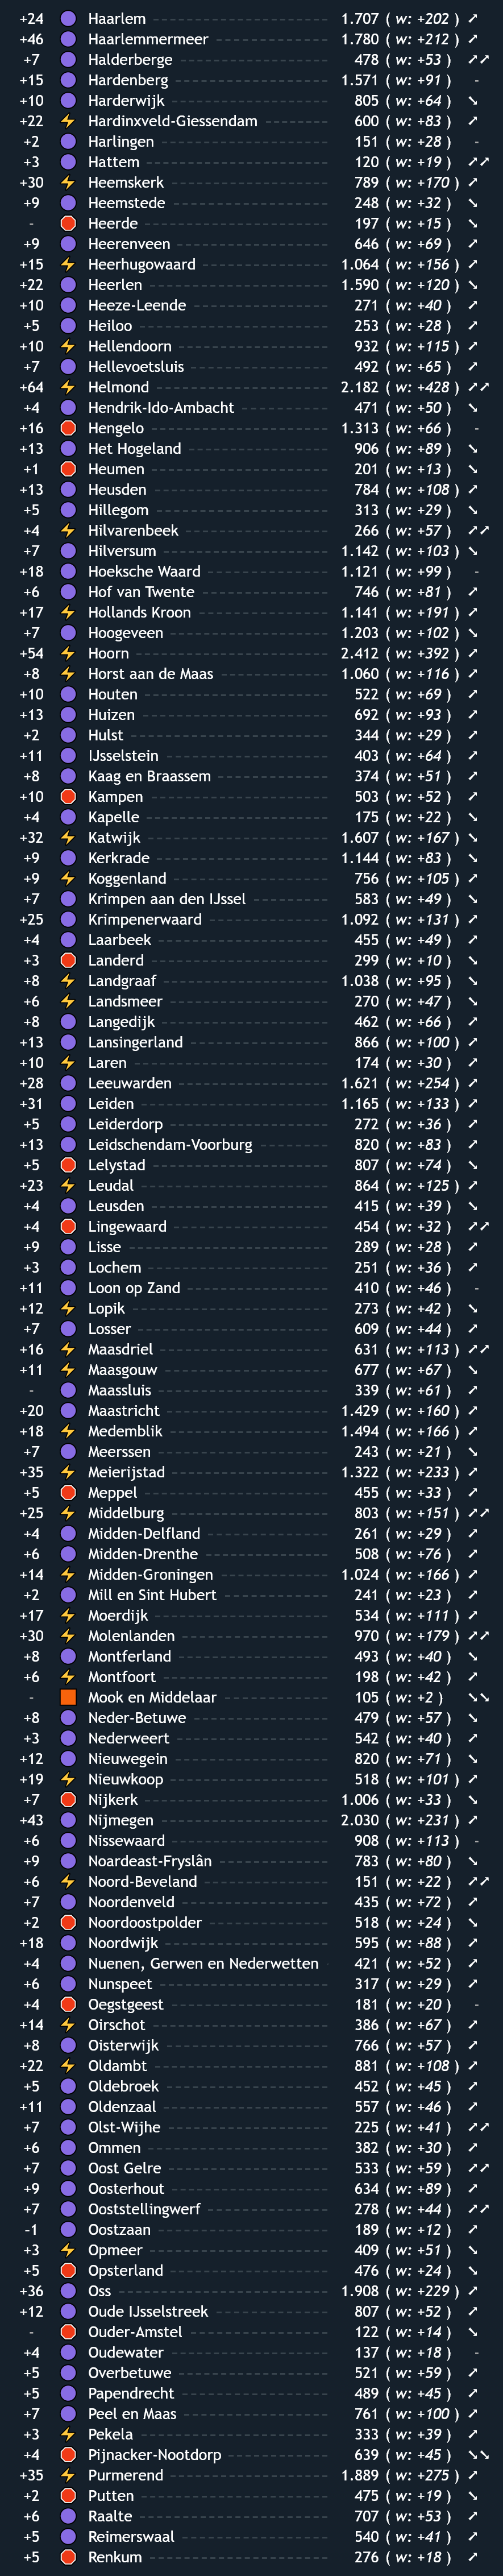 +24 Haarlem 1.707 ( w: +202 ) ↗
+46 Haarlemmermeer 1.780 ( w: +212 ) ↗
+7 Halderberge 478 ( w: +53 ) ↗↗
+15 Hardenberg 1.571 ( w: +91 ) -
+10 Harderwijk 805 ( w: +64 ) ↘
+22 Hardinxveld-Giessendam 600 ( w: +83 ) ↗
+2 Harlingen 151 ( w: +28 ) -
+3 Hattem 120 ( w: +19 ) ↗↗
+30 Heemskerk 789 ( w: +170 ) ↗
+9 Heemstede 248 ( w: +32 ) ↘
- Heerde 197 ( w: +15 ) ↘
+9 Heerenveen 646 ( w: +69 ) ↗
+15 Heerhugowaard 1.064 ( w: +156 ) ↗
+22 Heerlen 1.590 ( w: +120 ) ↘
+10 Heeze-Leende 271 ( w: +40 ) ↗
+5 Heiloo 253 ( w: +28 ) ↗
+10 Hellendoorn 932 ( w: +115 ) ↗
+7 Hellevoetsluis 492 ( w: +65 ) ↗
+64 Helmond 2.182 ( w: +428 ) ↗↗
+4 Hendrik-Ido-Ambacht 471 ( w: +50 ) ↘
+16 Hengelo 1.313 ( w: +66 ) -
+13 Het Hogeland 906 ( w: +89 ) ↘
+1 Heumen 201 ( w: +13 ) ↘
+13 Heusden 784 ( w: +108 ) ↗
+5 Hillegom 313 ( w: +29 ) ↘
+4 Hilvarenbeek 266 ( w: +57 ) ↗↗
+7 Hilversum 1.142 ( w: +103 ) ↘
+18 Hoeksche Waard 1.121 ( w: +99 ) -
+6 Hof van Twente 746 ( w: +81 ) ↗
+17 Hollands Kroon 1.141 ( w: +191 ) ↗
+7 Hoogeveen 1.203 ( w: +102 ) ↘
+54 Hoorn 2.412 ( w: +392 ) ↗
+8 Horst aan de Maas 1.060 ( w: +116 ) ↗
+10 Houten 522 ( w: +69 ) ↗
+13 Huizen 692 ( w: +93 ) ↗
+2 Hulst 344 ( w: +29 ) ↘
+11 IJsselstein 403 ( w: +64 ) ↗
+8 Kaag en Braassem 374 ( w: +51 ) ↗
+10 Kampen 503 ( w: +52 ) ↗
+4 Kapelle 175 ( w: +22 ) ↘
+32 Katwijk 1.607 ( w: +167 ) ↘
+9 Kerkrade 1.144 ( w: +83 ) ↘
+9 Koggenland 756 ( w: +105 ) ↗
+7 Krimpen aan den IJssel 583 ( w: +49 ) ↘
+25 Krimpenerwaard 1.092 ( w: +131 ) ↗
+4 Laarbeek 455 ( w: +49 ) ↗
+3 Landerd 299 ( w: +10 ) ↘
+8 Landgraaf 1.038 ( w: +95 ) ↘
+6 Landsmeer 270 ( w: +47 ) ↘
+8 Langedijk 462 ( w: +66 ) ↗
+13 Lansingerland 866 ( w: +100 ) ↗
+10 Laren 174 ( w: +30 ) ↗
+28 Leeuwarden 1.621 ( w: +254 ) ↗
+31 Leiden 1.165 ( w: +133 ) ↗
+5 Leiderdorp 272 ( w: +36 ) ↗
+13 Leidschendam-Voorburg 820 ( w: +83 ) ↗
+5 Lelystad 807 ( w: +74 ) ↘
+23 Leudal 864 ( w: +125 ) ↗
+4 Leusden 415 ( w: +39 ) ↘
+4 Lingewaard 454 ( w: +32 ) ↗↗
+9 Lisse 289 ( w: +28 ) ↗
+3 Lochem 251 ( w: +36 ) ↗
+11 Loon op Zand 410 ( w: +46 ) -
+12 Lopik 273 ( w: +42 ) ↘
+7 Losser 609 ( w: +44 ) ↗
+16 Maasdriel 631 ( w: +113 ) ↗↗
+11 Maasgouw 677 ( w: +67 ) ↘
- Maassluis 339 ( w: +61 ) ↗
+20 Maastricht 1.429 ( w: +160 ) ↗
+18 Medemblik 1.494 ( w: +166 ) ↗
+7 Meerssen 243 ( w: +21 ) ↘
+35 Meierijstad 1.322 ( w: +233 ) ↗
+5 Meppel 455 ( w: +33 ) ↗
+25 Middelburg 803 ( w: +151 ) ↗↗
+4 Midden-Delfland 261 ( w: +29 ) ↗
+6 Midden-Drenthe 508 ( w: +76 ) ↗
+14 Midden-Groningen 1.024 ( w: +166 ) ↗
+2 Mill en Sint Hubert 241 ( w: +23 ) ↗
+17 Moerdijk 534 ( w: +111 ) ↗
+30 Molenlanden 970 ( w: +179 ) ↗↗
+8 Montferland 493 ( w: +40 ) ↘
+6 Montfoort 198 ( w: +42 ) ↗
- Mook en Middelaar 105 ( w: +2 ) ↘↘
+8 Neder-Betuwe 479 ( w: +57 ) ↘
+3 Nederweert 542 ( w: +40 ) ↗
+12 Nieuwegein 820 ( w: +71 ) ↘
+19 Nieuwkoop 518 ( w: +101 ) ↗
+7 Nijkerk 1.006 ( w: +33 ) ↘
+43 Nijmegen 2.030 ( w: +231 ) ↗
+6 Nissewaard 908 ( w: +113 ) -
+9 Noardeast-Fryslân 783 ( w: +80 ) ↘
+6 Noord-Beveland 151 ( w: +22 ) ↗↗
+7 Noordenveld 435 ( w: +72 ) ↗
+2 Noordoostpolder 518 ( w: +24 ) ↘
+18 Noordwijk 595 ( w: +88 ) ↗
+4 Nuenen, Gerwen en Nederwetten 421 ( w: +52 ) ↗
+6 Nunspeet 317 ( w: +29 ) ↗
+4 Oegstgeest 181 ( w: +20 ) -
+14 Oirschot 386 ( w: +67 ) ↗
+8 Oisterwijk 766 ( w: +57 ) ↗
+22 Oldambt 881 ( w: +108 ) ↗
+5 Oldebroek 452 ( w: +45 ) ↗
+11 Oldenzaal 557 ( w: +46 ) ↗
+7 Olst-Wijhe 225 ( w: +41 ) ↗↗
+6 Ommen 382 ( w: +30 ) ↗
+7 Oost Gelre 533 ( w: +59 ) ↗↗
+9 Oosterhout 634 ( w: +89 ) ↗
+7 Ooststellingwerf 278 ( w: +44 ) ↗↗
-1 Oostzaan 189 ( w: +12 ) ↗
+3 Opmeer 409 ( w: +51 ) ↘
+5 Opsterland 476 ( w: +24 ) ↘
+36 Oss 1.908 ( w: +229 ) ↗
+12 Oude IJsselstreek 807 ( w: +52 ) ↗
- Ouder-Amstel 122 ( w: +14 ) ↘
+4 Oudewater 137 ( w: +18 ) -
+5 Overbetuwe 521 ( w: +59 ) ↗
+5 Papendrecht 489 ( w: +45 ) ↗
+7 Peel en Maas 761 ( w: +100 ) ↗
+3 Pekela 333 ( w: +39 ) ↗
+4 Pijnacker-Nootdorp 639 ( w: +45 ) ↘↘
+35 Purmerend 1.889 ( w: +275 ) ↗
+2 Putten 475 ( w: +19 ) ↘
+6 Raalte 707 ( w: +53 ) ↗
+5 Reimerswaal 540 ( w: +41 ) ↗
+5 Renkum 276 ( w: +18 ) ↗